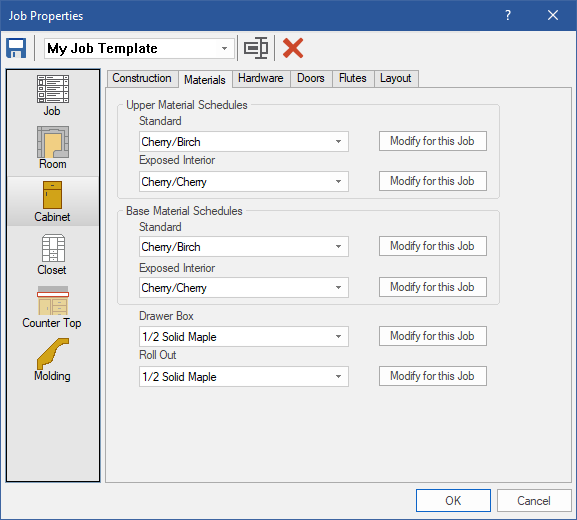 Job Properties
?
My Job Template
Job
Room
Cabinet
Closet
Counter Top
Molding
Construction Materials Hardware Doors Flutes Layout
Upper Material Schedules
Standard
Cherry/Birch Modify for this Job
Exposed Interior
Cherry/Cherry Modify for this Job
Base Material Schedules
Standard
Cherry/Birch Modify for this Job
Exposed Interior
Cherry/Cherry Modify for this Job
Drawer Box
1/2 Solid Maple Modify for this Job
Roll Out
1/2 Solid Maple Modify for this Job
OK Cancel